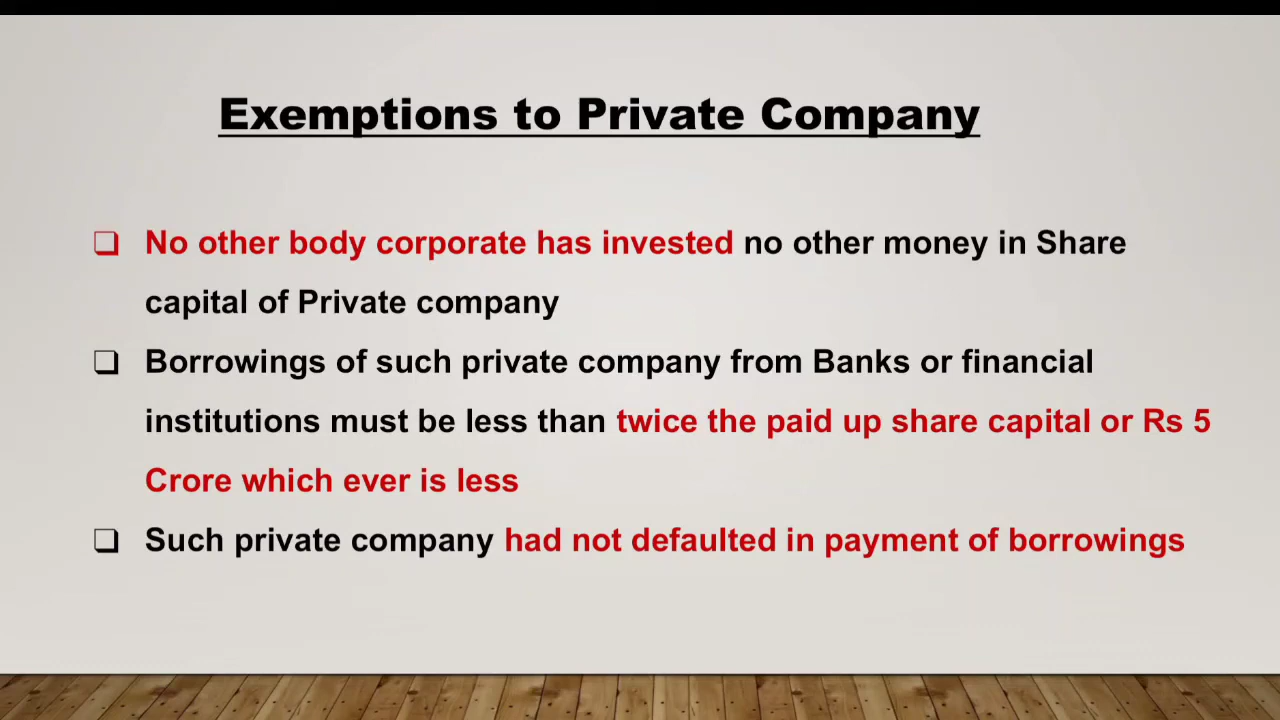 Exemptions to Private Company
❑ No other body corporate has invested no other money in Share
capital of Private company
❑ Borrowings of such private company from Banks or financial
institutions must be less than twice the paid up share capital or Rs 5
Crore which ever is less
❑ Such private company had not defaulted in payment of borrowings